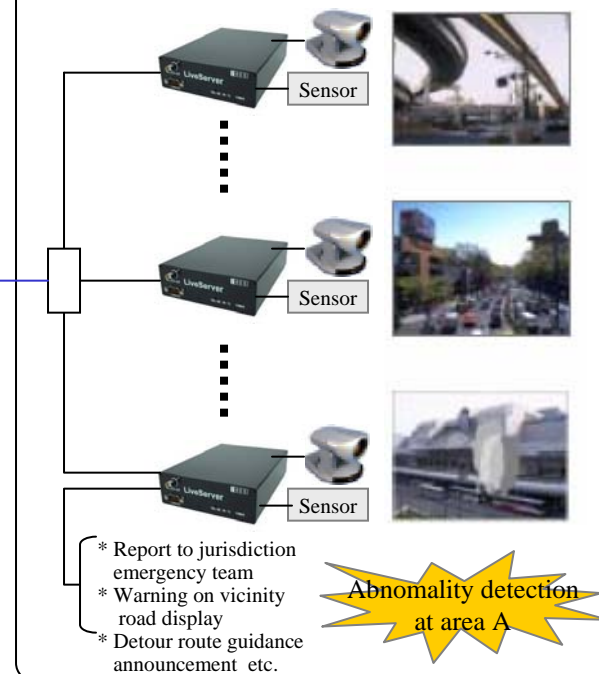 LiveServer
Sensor
LiveServer
Sensor
LiveServer
Sensor
* Report to jurisdiction
emergency team
* Warning on vicinity
road display
* Detour route guidance
announcement etc.
Abnomality detection
at area A